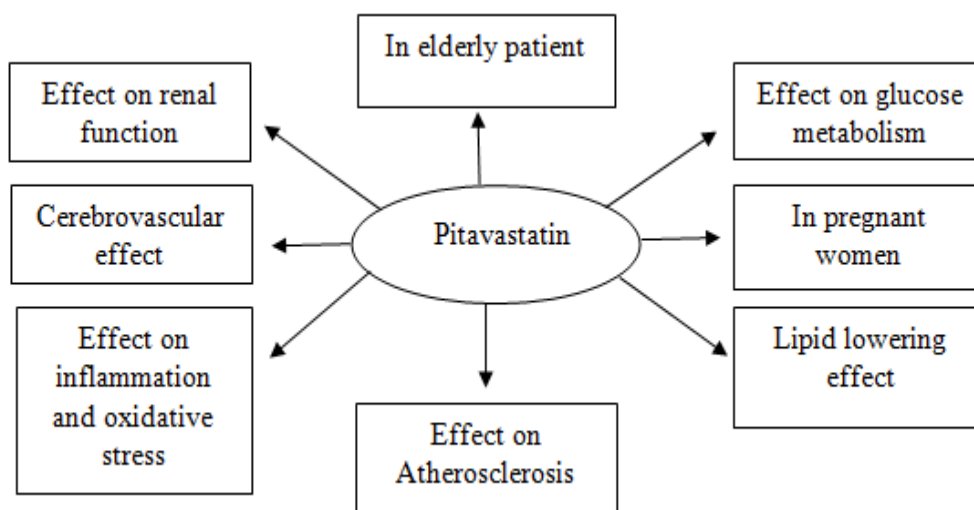 In elderly patient
Effect on renal
function
Effect on glucose
metabolism
Cerebrovascular
effect
Pitavastatin
In pregnant
women
Effect on
inflammation
and oxidative
stress
Lipid lowering
effect
Effect on
Atherosclerosis